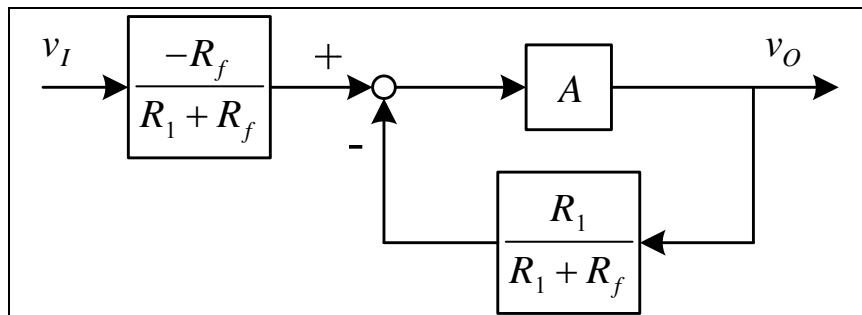 v_I
-R_f
R_1 + R_f
+
A
v_O
-
R_1
R_1 + R_f